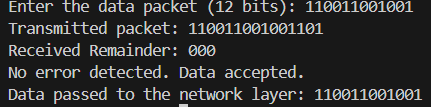 Enter the data packet (12 bits): 110011001001
Transmitted packet: 110011001001101
Received Remainder: 000
No error detected. Data accepted.
Data passed to the network layer: 110011001001